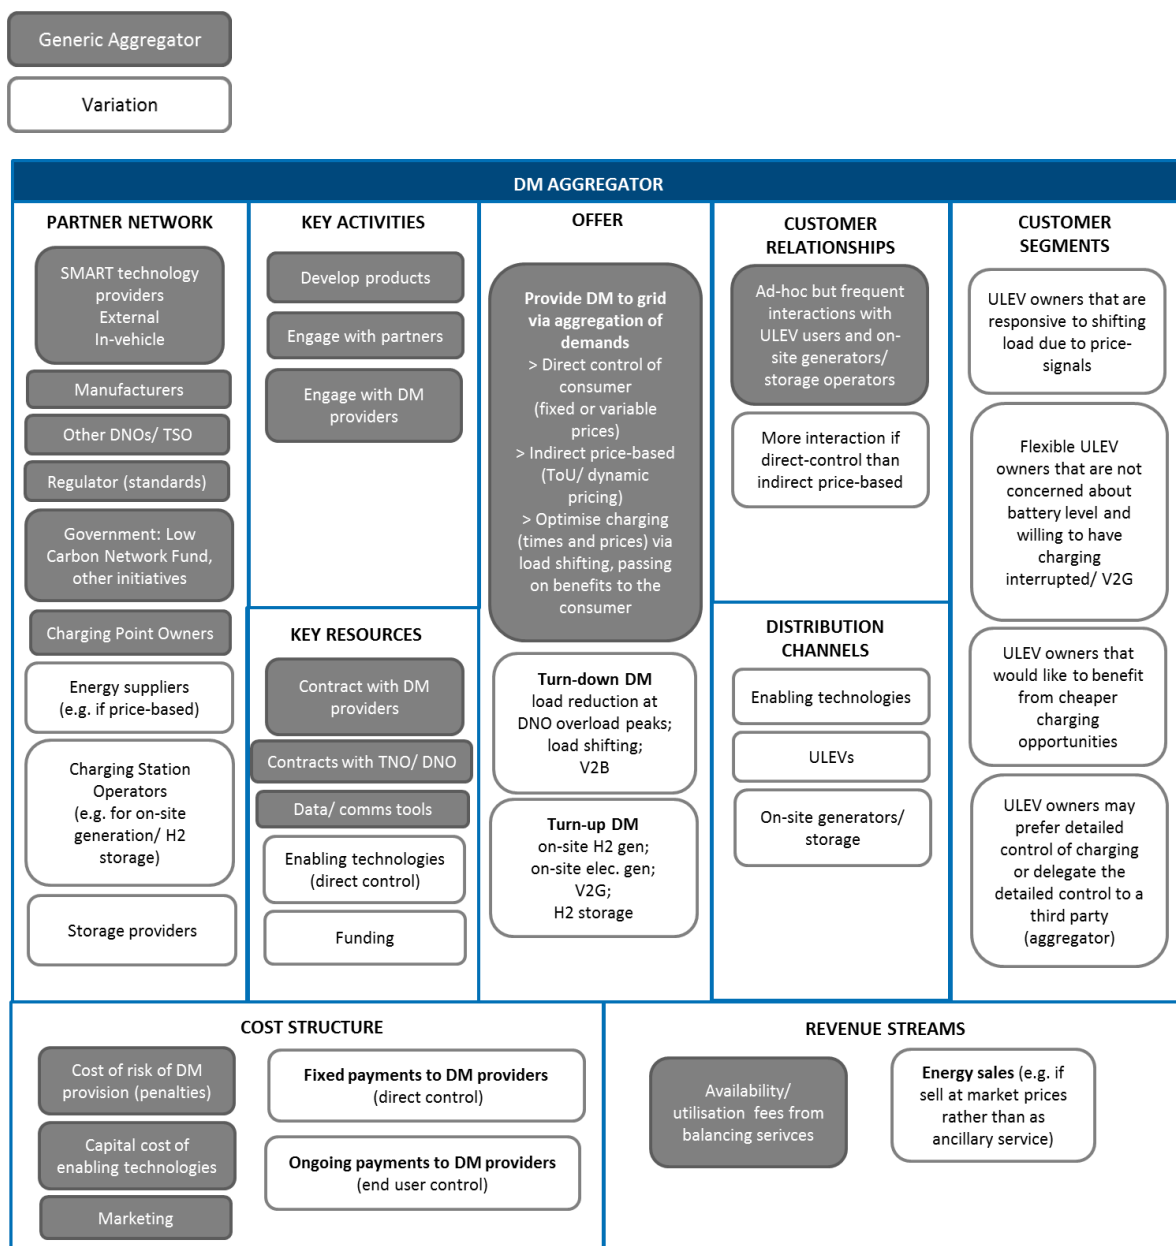 Generic Aggregator
Variation
DM AGGREGATOR
PARTNER NETWORK
SMART technology
providers
External
In-vehicle
Manufacturers
Other DNOs/ TSO
Regulator (standards)
Government: Low
Carbon Network Fund,
other initiatives
Charging Point Owners
Energy suppliers
(e.g. if price-based)
Charging Station
Operators
(e.g. for on-site
generation/ H2
storage)
Storage providers
KEY ACTIVITIES
Develop products
Engage with partners
Engage with DM
providers
KEY RESOURCES
Contract with DM
providers
Contracts with TNO/ DNO
Data/ comms tools
Enabling technologies
(direct control)
Funding
OFFER
Provide DM to grid
via aggregation of
demands
> Direct control of
consumer
(fixed or variable
prices)
> Indirect price-based
(ToU/ dynamic
pricing)
> Optimise charging
(times and prices) via
load shifting, passing
on benefits to the
consumer
Turn-down DM
load reduction at
DNO overload peaks;
load shifting;
V2B
Turn-up DM
on-site H2 gen;
on-site elec. gen;
V2G;
H2 storage
CUSTOMER
RELATIONSHIPS
Ad-hoc but frequent
interactions with
ULEV users and on-
site generators/
storage operators
More interaction if
direct-control than
indirect price-based
DISTRIBUTION
CHANNELS
Enabling technologies
ULEVs
On-site generators/
storage
CUSTOMER
SEGMENTS
ULEV owners that are
responsive to shifting
load due to price-
signals
Flexible ULEV
owners that are not
concerned about
battery level and
willing to have
charging
interrupted/ V2G
ULEV owners that
would like to benefit
from cheaper
charging
opportunities
ULEV owners may
prefer detailed
control of charging
or delegate the
detailed control to a
third party
(aggregator)
COST STRUCTURE
Cost of risk of DM
provision (penalties)
Capital cost of
enabling technologies
Marketing
Fixed payments to DM providers
(direct control)
Ongoing payments to DM providers
(end user control)
REVENUE STREAMS
Availability/
utilisation fees from
balancing serivces
Energy sales (e.g. if
sell at market prices
rather than as
ancillary service)